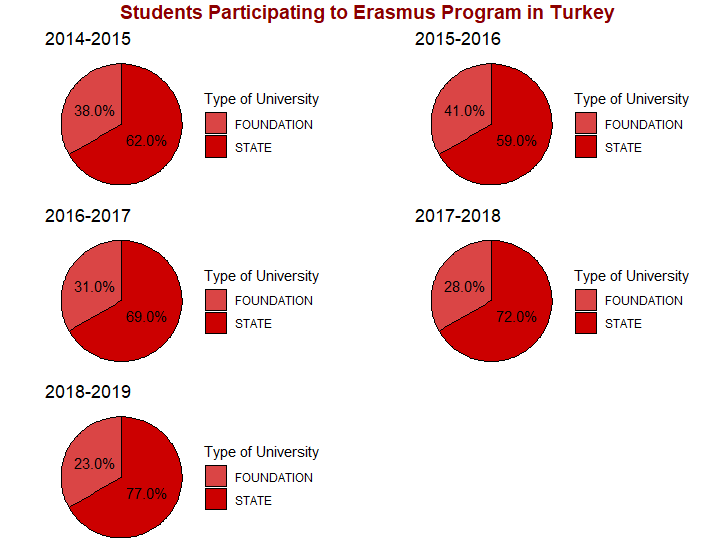 Students Participating to Erasmus Program in Turkey
2014-2015
38.0%
62.0%
Type of University
FOUNDATION
STATE
2015-2016
41.0%
59.0%
Type of University
FOUNDATION
STATE
2016-2017
31.0%
69.0%
Type of University
FOUNDATION
STATE
2017-2018
28.0%
72.0%
Type of University
FOUNDATION
STATE
2018-2019
23.0%
77.0%
Type of University
FOUNDATION
STATE